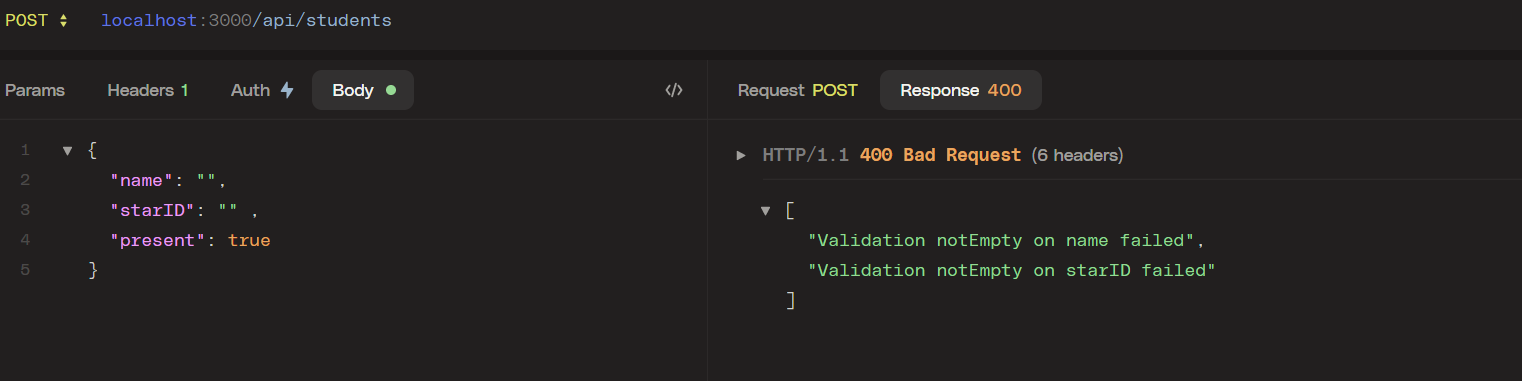 POST localhost:3000/api/students
Params Headers 1 Auth Body </> Request POST Response 400
1 {
2 "name": "",
3 "starID": "" ,
4 "present": true
5 }
HTTP/1.1 400 Bad Request (6 headers)
[
"Validation notEmpty on name failed",
"Validation notEmpty on starID failed"
]